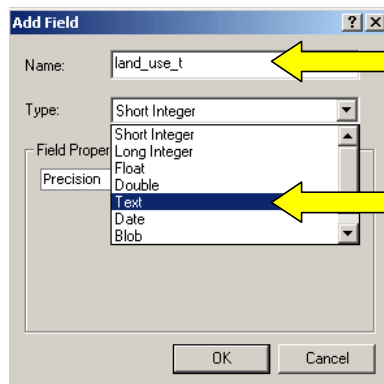 Add Field
Name: land_use_t
Type: Short Integer
Short Integer
Long Integer
Field Proper
Float
Double
Precision
Text
Date
Blob
OK Cancel